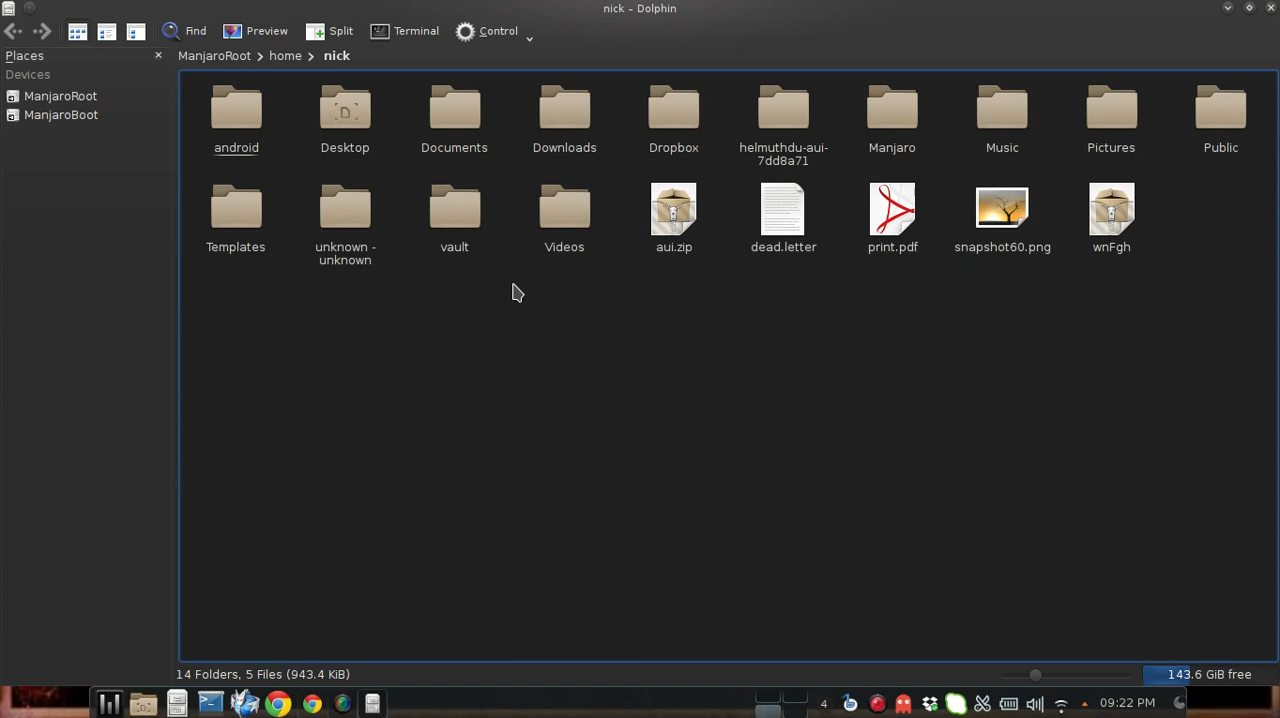 nick – Dolphin
Find Preview Split Terminal Control
Places
ManjaroRoot > home > nick
Devices
ManjaroRoot
ManjaroBoot
android Desktop Documents Downloads Dropbox helmuthdu-aui- Manjaro Music Pictures Public
7dd8a71
D
Templates unknown - vault Videos aui.zip dead.letter print.pdf snapshot60.png wnFgh
unknown
14 Folders, 5 Files (943.4 KiB) 143.6 GiB free
4 09:22 PM